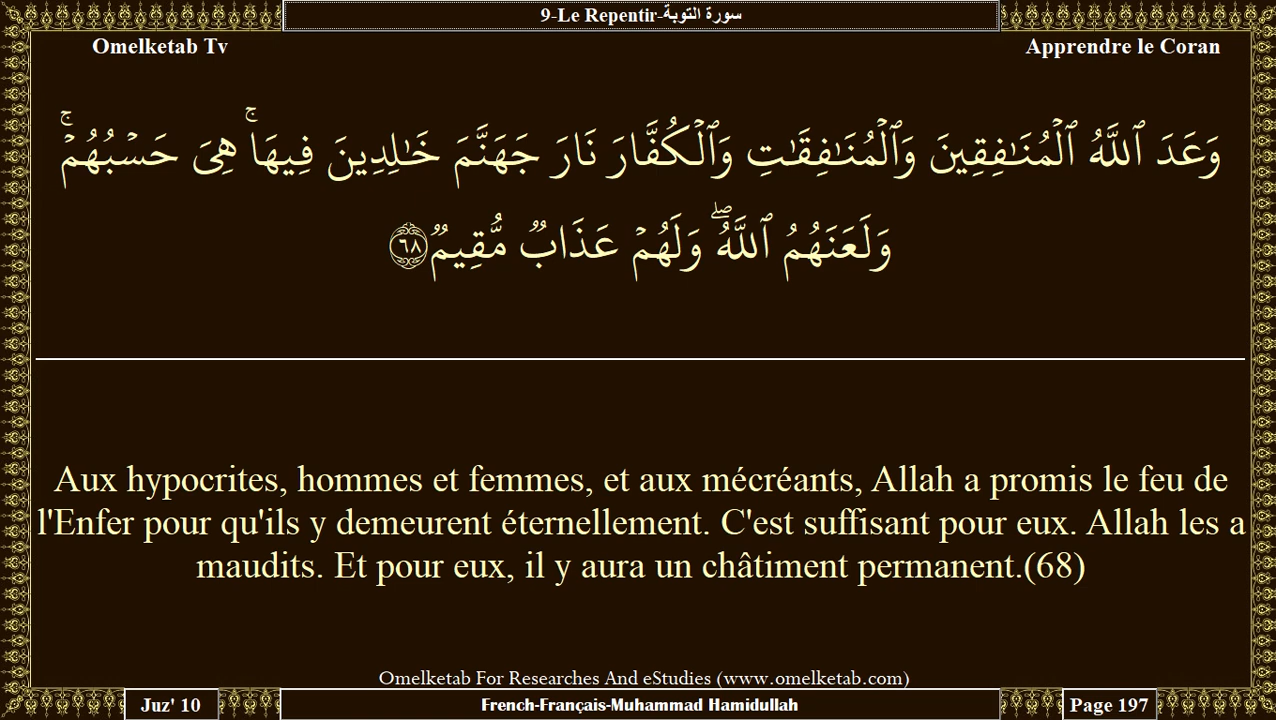 9-Le Repentir-سورة التوبة
Omelketab Tv
Apprendre le Coran
وَعَدَ ٱللَّهُ ٱلْمُنَـٰفِقِينَ وَٱلْمُنَـٰفِقَـٰتِ وَٱلْكُفَّارَ نَارَ جَهَنَّمَ خَـٰلِدِينَ فِيهَا ۚ هِىَ حَسْبُهُمْ ۚ
وَلَعَنَهُمُ ٱللَّهُ ۖ وَلَهُمْ عَذَابٌ مُّقِيمٌ ٦٨
Aux hypocrites, hommes et femmes, et aux mécréants, Allah a promis le feu de
l'Enfer pour qu'ils y demeurent éternellement. C'est suffisant pour eux. Allah les a
maudits. Et pour eux, il y aura un châtiment permanent.(68)
Omelketab For Researches And eStudies (www.omelketab.com)
Juz' 10
French-Français-Muhammad Hamidullah
Page 197